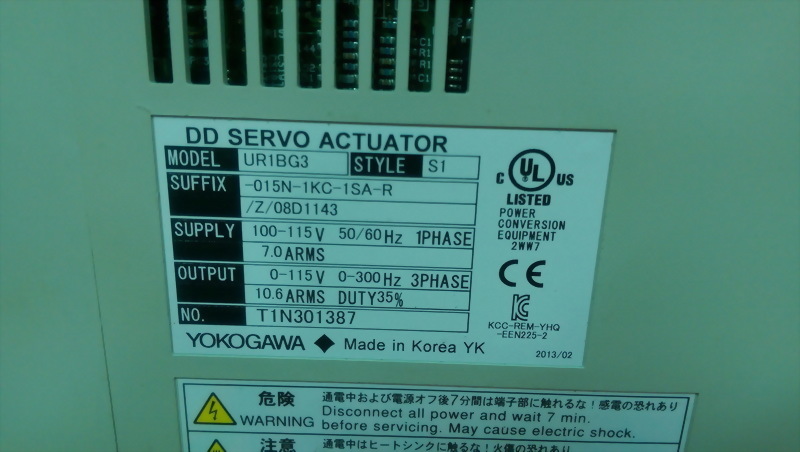 DD SERVO ACTUATOR
MODEL UR1BG3 STYLE S1
SUFFIX -015N-1KC-1SA-R
/Z/08D1143
SUPPLY 100-115V 50/60Hz 1PHASE
7.0ARMS
OUTPUT 0-115V 0-300Hz 3PHASE
10.6ARMS DUTY35%
NO. T1N301387
YOKOGAWA Made in Korea YK
C UL US
LISTED
POWER
CONVERSION
EQUIPMENT
2WW7
CE
KCC-REM-YHQ
-EEN225-2
2013/02
危険 通電中および電源オフ後7分間は端子部に触れるな!感電の恐れあり
WARNING Disconnect all power and wait 7 min.
before servicing. May cause electric shock.
注意 通電中はヒートシンクに触るな!火傷の恐れあり
C1
R1
R1
C1